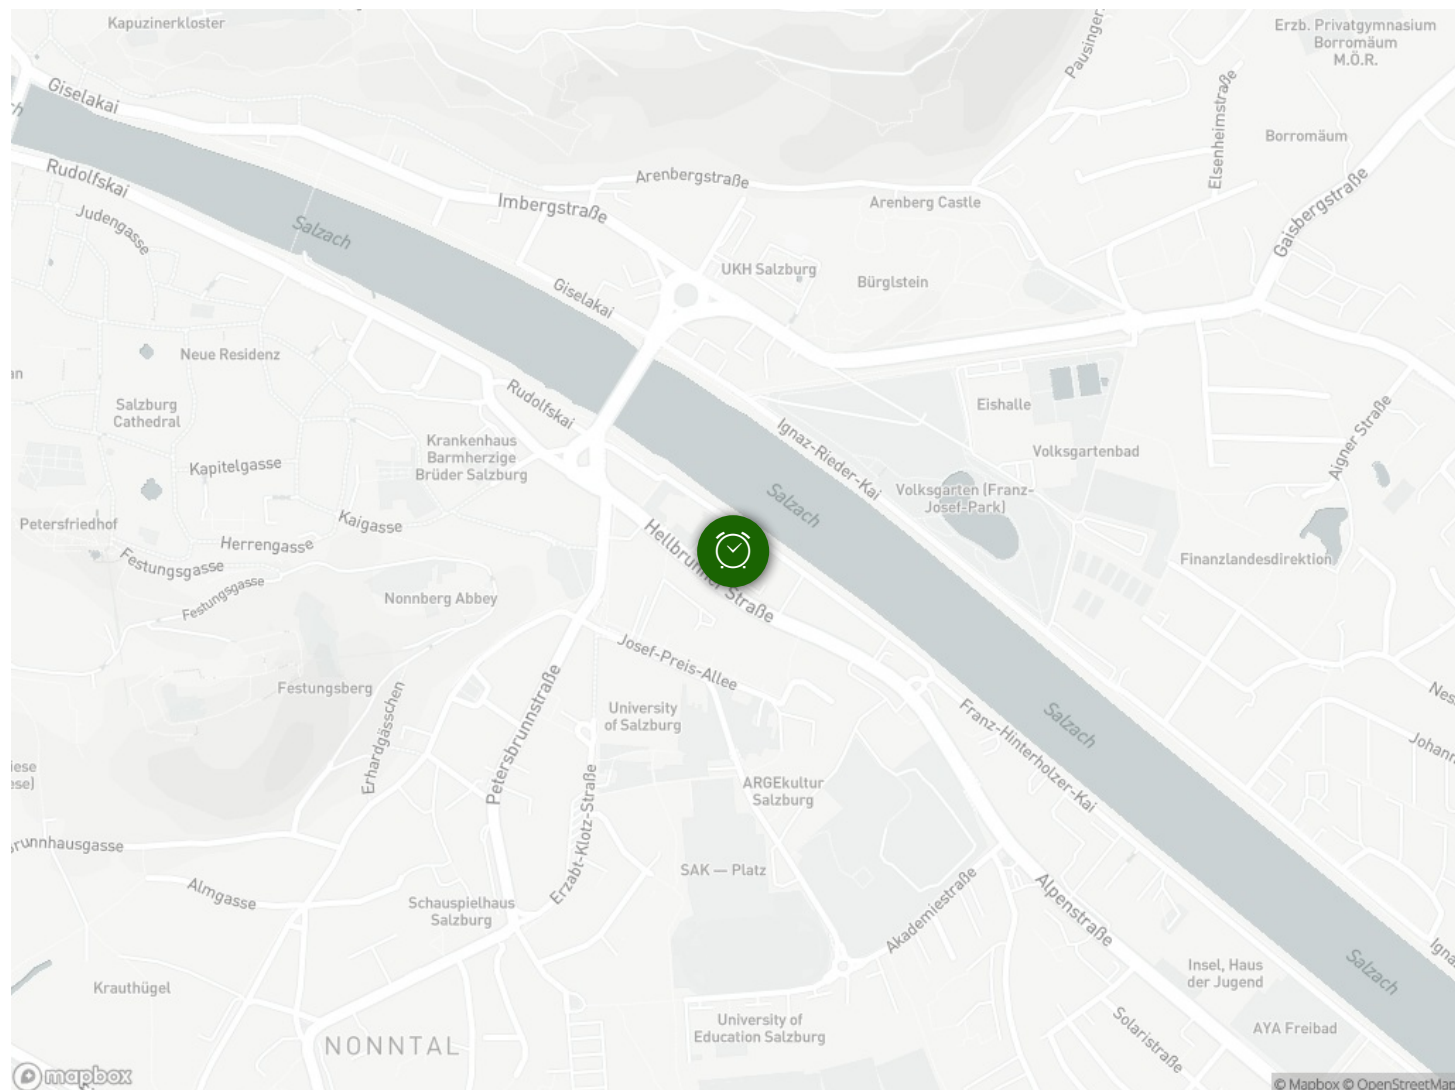 Kapuzinerkloster
Erzb. Privatgymnasium
Borromäum
M.Ö.R.
Giselakai
Elsenheimstraße
Borromäum
Rudolfskai
Arenbergstraße
Imbergstraße
Arenberg Castle
Gaisbergstraße
Judengasse
Salzach
UKH Salzburg
Bürglstein
Giselakai
Neue Residenz
Rudolfskai
Salzburg
Cathedral
Eishalle
Aigner Straße
Ignaz-Rieder-Kai
Krankenhaus
Barmherzige
Brüder Salzburg
Volksgartenbad
Kapitelgasse
Salzach
Volksgarten (Franz-
Josef-Park)
Petersfriedhof
Kaigasse
Hellbrunner Straße
Herrengasse
Festungsgasse
Festungsgasse
Finanzlandesdirektion
Nonnberg Abbey
Josef-Preis-Allee
Festungsberg
Erhardgässchen
Petersbrunnstraße
University
of Salzburg
Salzach
Franz-Hinterholzer-Kai
ARGEkultur
Salzburg
Erzabt-Klotz-Straße
SAK — Platz
Almgasse
Schauspielhaus
Salzburg
Akademiestraße
Alpenstraße
Salzach
Krauthügel
Insel, Haus
der Jugend
University of
Education Salzburg
Solaristraße
AYA Freibad
NONNTAL
mapbox
© Mapbox © OpenStreetMap